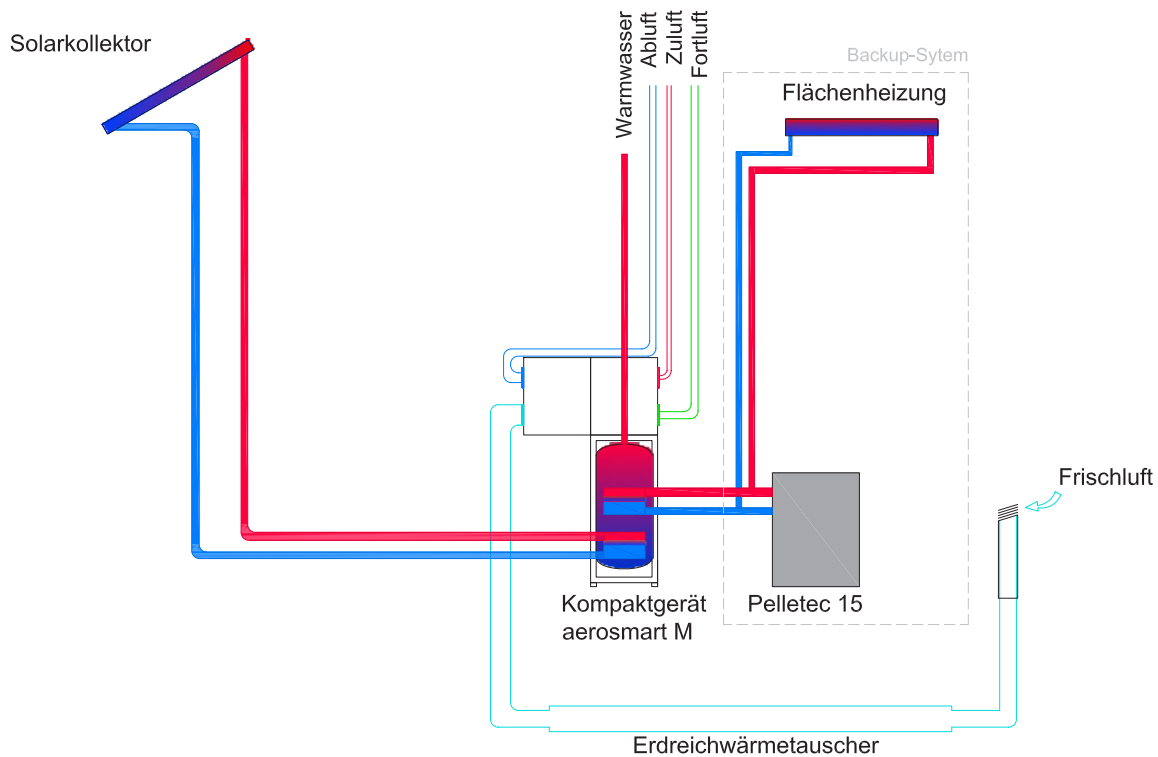 Solarkollektor
Warmwasser
Abluft
Zuluft
Fortluft
Backup-Sytem
Flächenheizung
Frischluft
Kompaktgerät
aerosmart M
Pelletec 15
Erdreichwärmetauscher